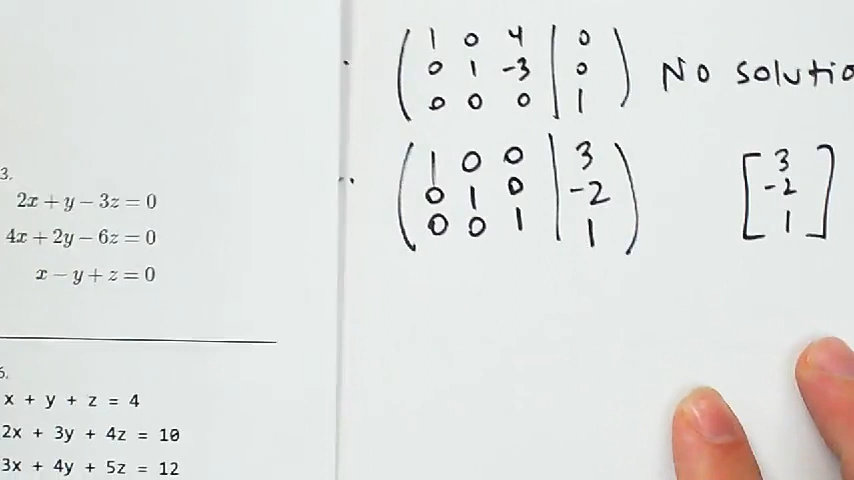 3.
2x + y − 3z = 0
4x + 2y − 6z = 0
x − y + z = 0
6.
x + y + z = 4
2x + 3y + 4z = 10
3x + 4y + 5z = 12
1 0 4 | 0
0 1 -3 | 0
0 0 0 | 1
No solutio
1 0 0 | 3
0 1 0 | -2
0 0 1 | 1
3
-2
1